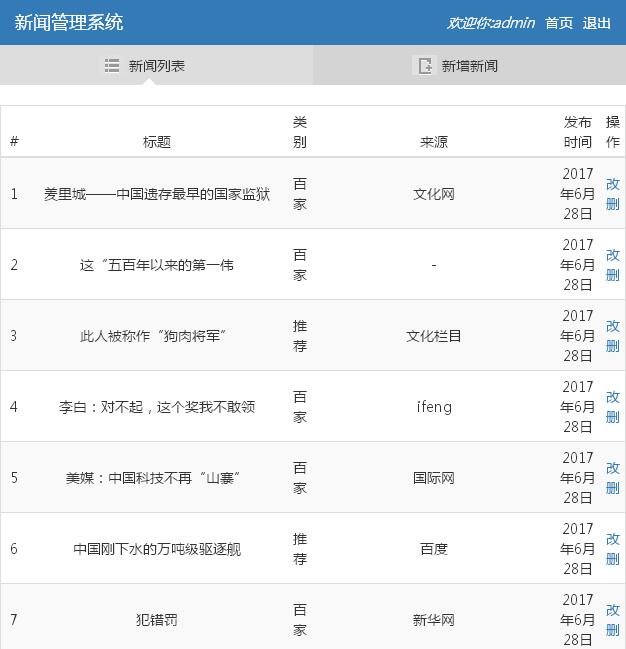 新闻管理系统 欢迎你:admin 首页 退出
新闻列表 新增新闻
# 标题 类别 来源 发布时间 操作
1 羑里城——中国遗存最早的国家监狱 百家 文化网 2017年6月28日 改 删
2 这“五百年以来的第一伟 百家 - 2017年6月28日 改 删
3 此人被称作“狗肉将军” 推荐 文化栏目 2017年6月28日 改 删
4 李白：对不起，这个奖我不敢领 百家 ifeng 2017年6月28日 改 删
5 美媒：中国科技不再“山寨” 百家 国际网 2017年6月28日 改 删
6 中国刚下水的万吨级驱逐舰 推荐 百度 2017年6月28日 改 删
7 犯错罚 百家 新华网 2017年6月28日 改 删